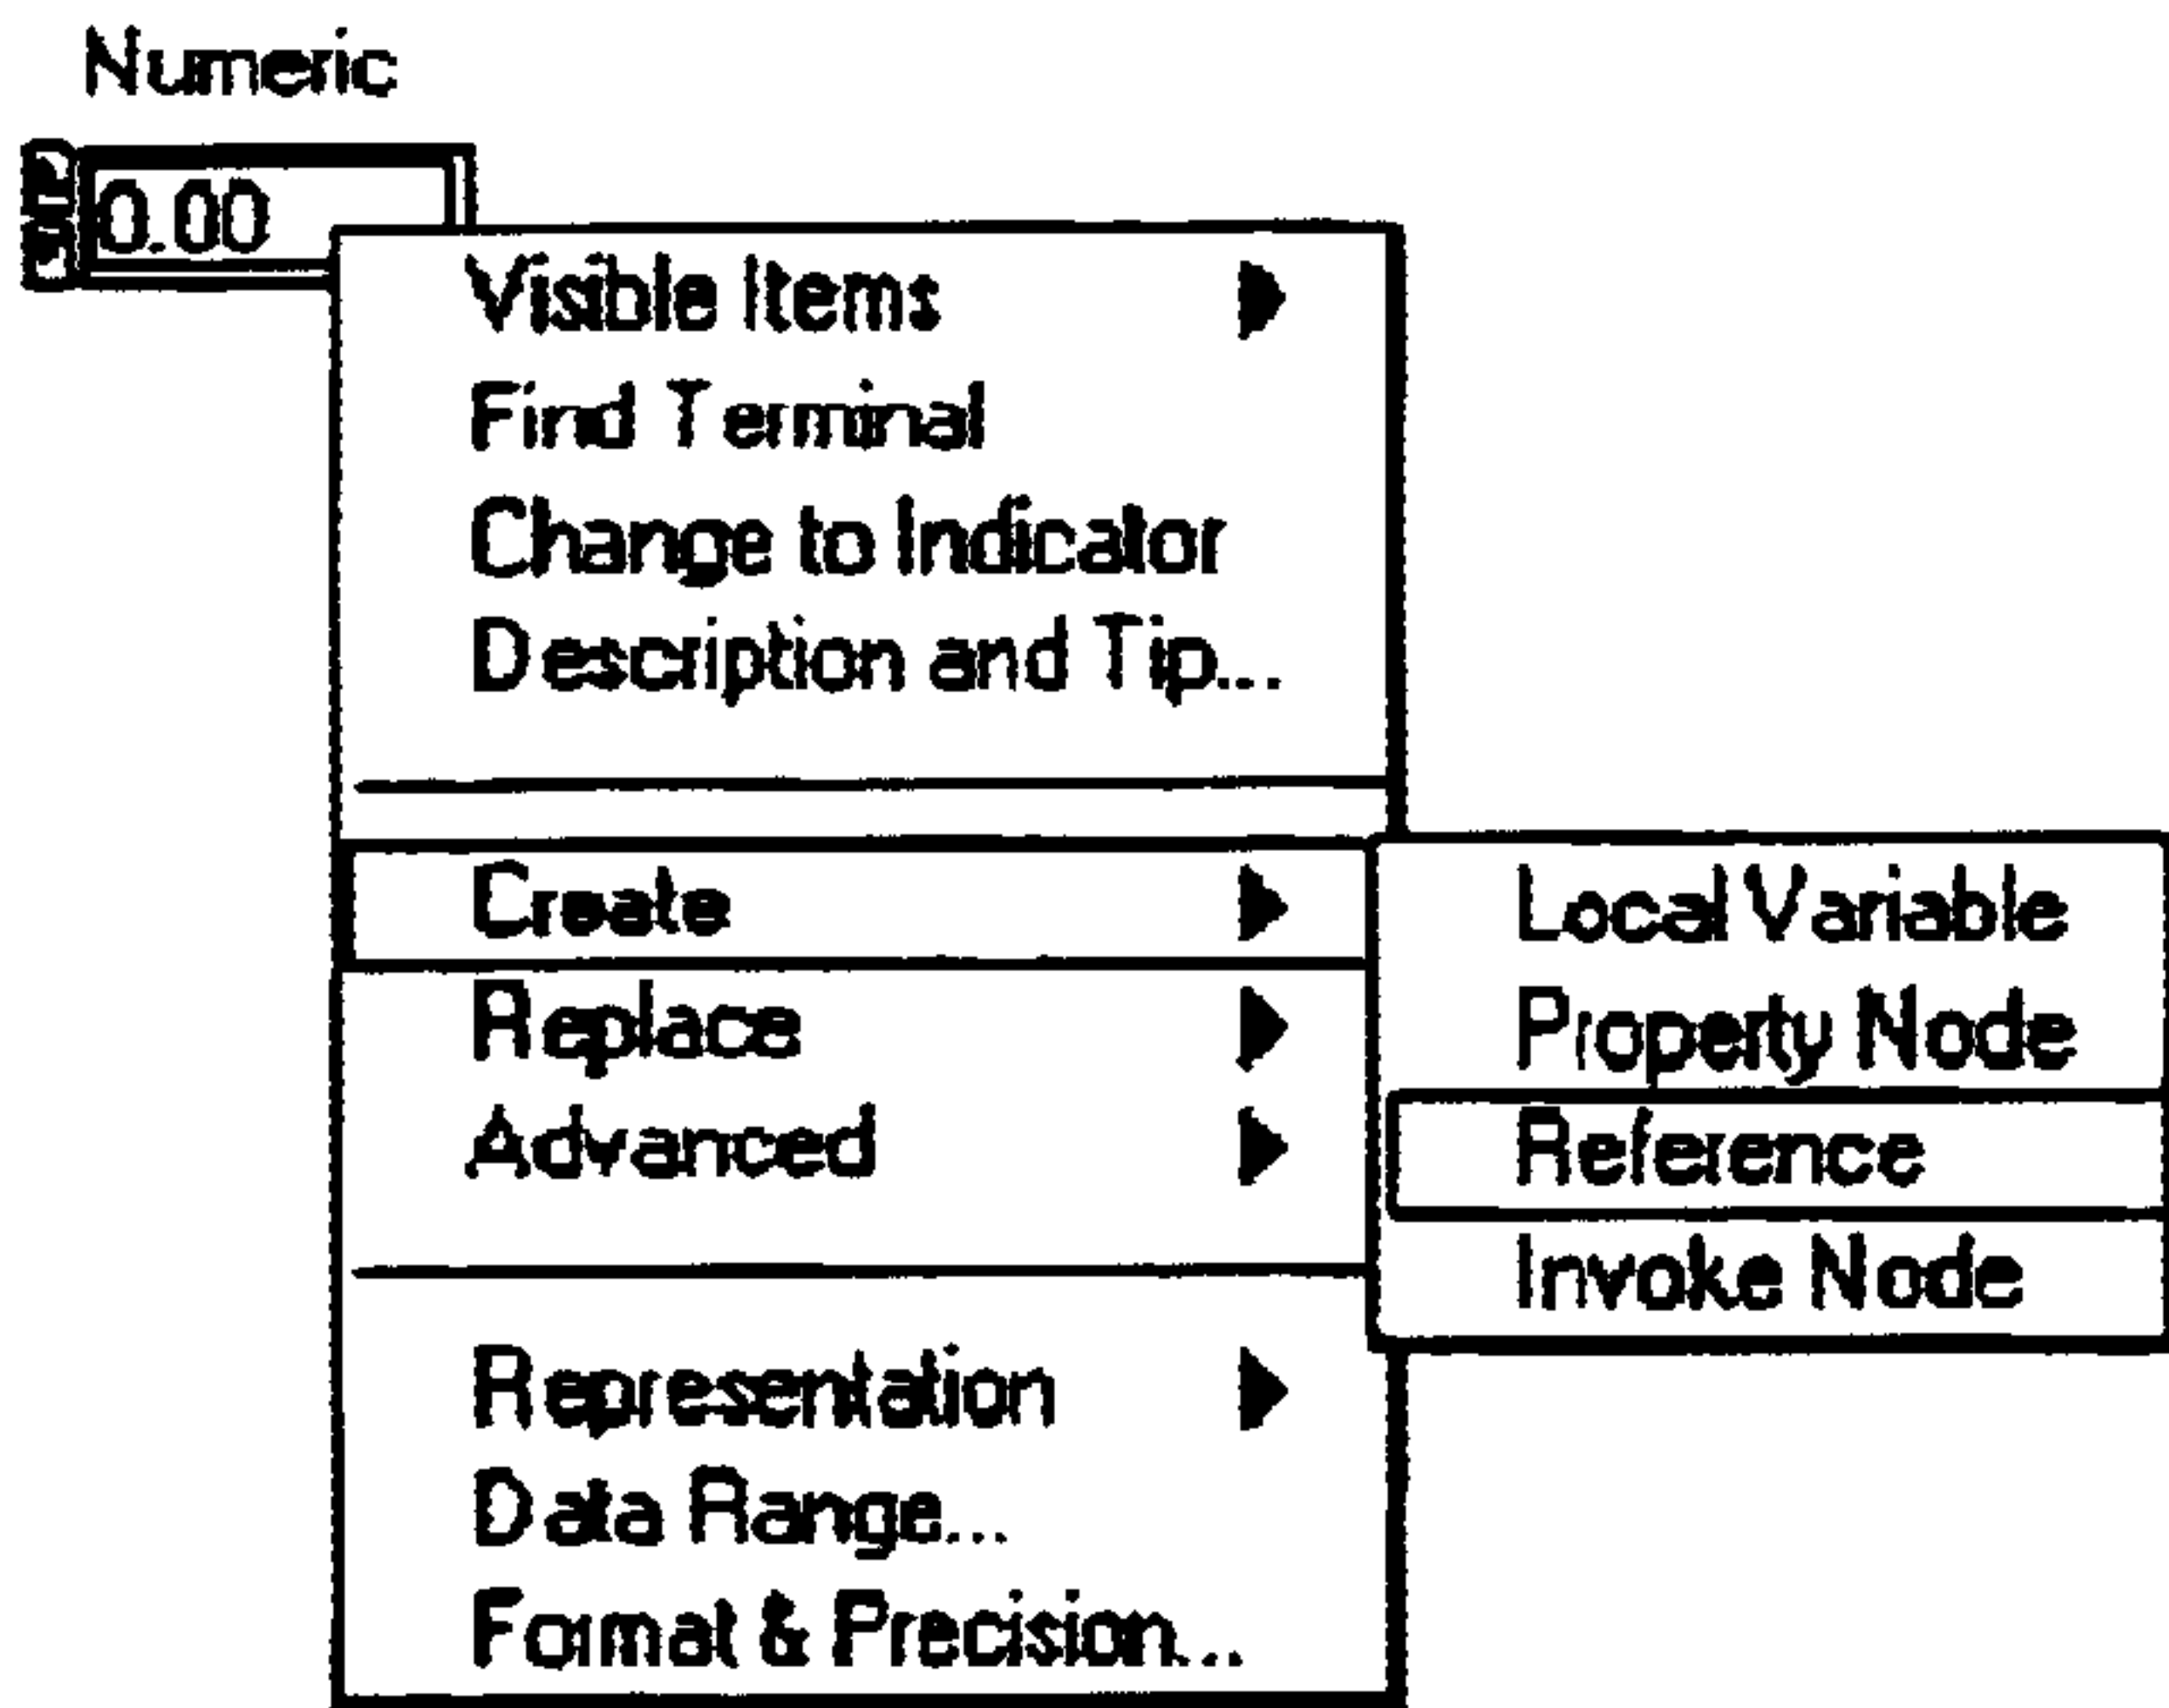 Numeric
0.00
Visible Items
Find Terminal
Change to Indicator
Description and Tip...
Create
Local Variable
Replace
Property Node
Advanced
Reference
Invoke Node
Representation
Data Range...
Format & Precision...